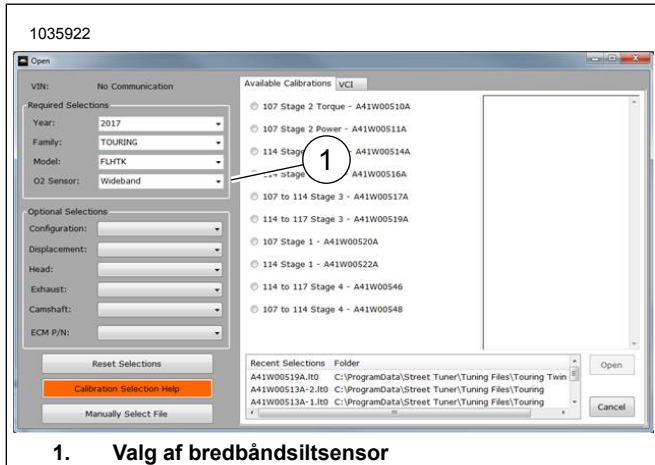 1035922
Open
VIN: No Communication
Required Selections
Year: 2017
Family: TOURING
Model: FLHTK
O2 Sensor: Wideband
Optional Selections
Configuration:
Displacement:
Head:
Exhaust:
Camshaft:
ECM P/N:
Reset Selections
Calibration Selection Help
Manually Select File
Available Calibrations VCI
107 Stage 2 Torque - A41W00510A
107 Stage 2 Power - A41W00511A
114 Stage - A41W00514A
114 Stage A41W00516A
107 to 114 Stage 3 - A41W00517A
114 to 117 Stage 3 - A41W00519A
107 Stage 1 - A41W00520A
114 Stage 1 - A41W00522A
114 to 117 Stage 4 - A41W00546
107 to 114 Stage 4 - A41W00548
1
Recent Selections Folder
A41W00519A.lt0 C:\ProgramData\Street Tuner\Tuning Files\Touring Twin
A41W00513A-2.lt0 C:\ProgramData\Street Tuner\Tuning Files\Touring
A41W00513A-1.lt0 C:\ProgramData\Street Tuner\Tuning Files\Touring
Open
Cancel
1. Valg af bredbåndsiltsensor